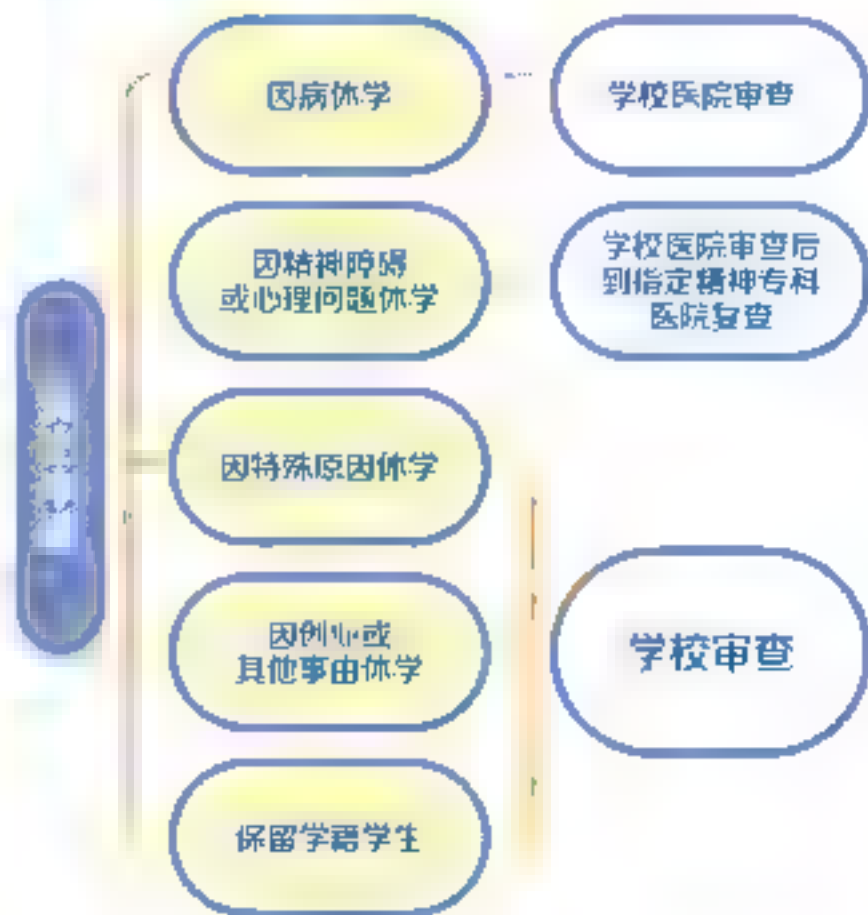 因病休学
学校医院审查
因精神障碍
或心理问题休学
学校医院审查后
到指定精神专科
医院复查
因特殊原因休学
因创业或
其他事由休学
学校审查
保留学籍学生